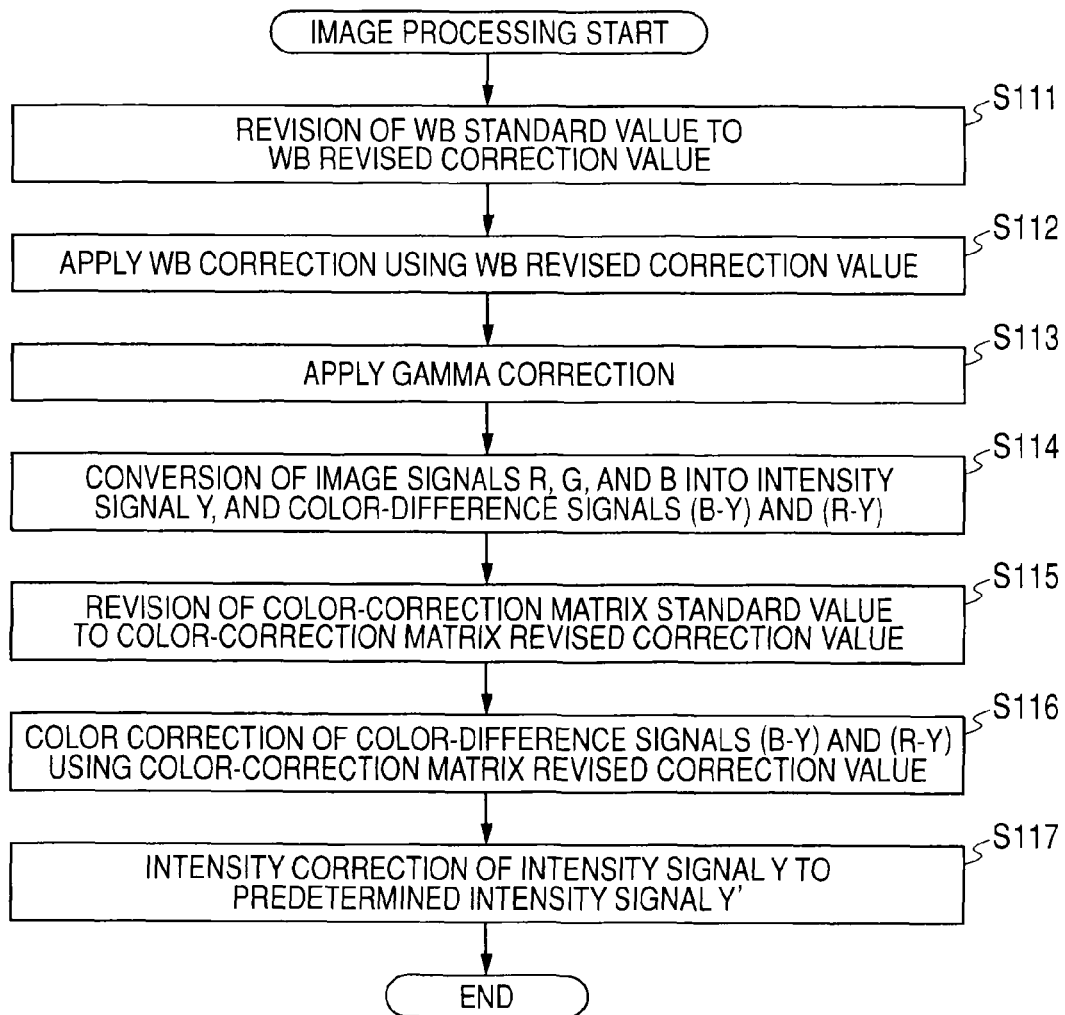 IMAGE PROCESSING START
S111
REVISION OF WB STANDARD VALUE TO
WB REVISED CORRECTION VALUE
S112
APPLY WB CORRECTION USING WB REVISED CORRECTION VALUE
S113
APPLY GAMMA CORRECTION
S114
CONVERSION OF IMAGE SIGNALS R, G, AND B INTO INTENSITY
SIGNAL Y, AND COLOR-DIFFERENCE SIGNALS (B-Y) AND (R-Y)
S115
REVISION OF COLOR-CORRECTION MATRIX STANDARD VALUE
TO COLOR-CORRECTION MATRIX REVISED CORRECTION VALUE
S116
COLOR CORRECTION OF COLOR-DIFFERENCE SIGNALS (B-Y) AND (R-Y)
USING COLOR-CORRECTION MATRIX REVISED CORRECTION VALUE
S117
INTENSITY CORRECTION OF INTENSITY SIGNAL Y TO
PREDETERMINED INTENSITY SIGNAL Y'
END